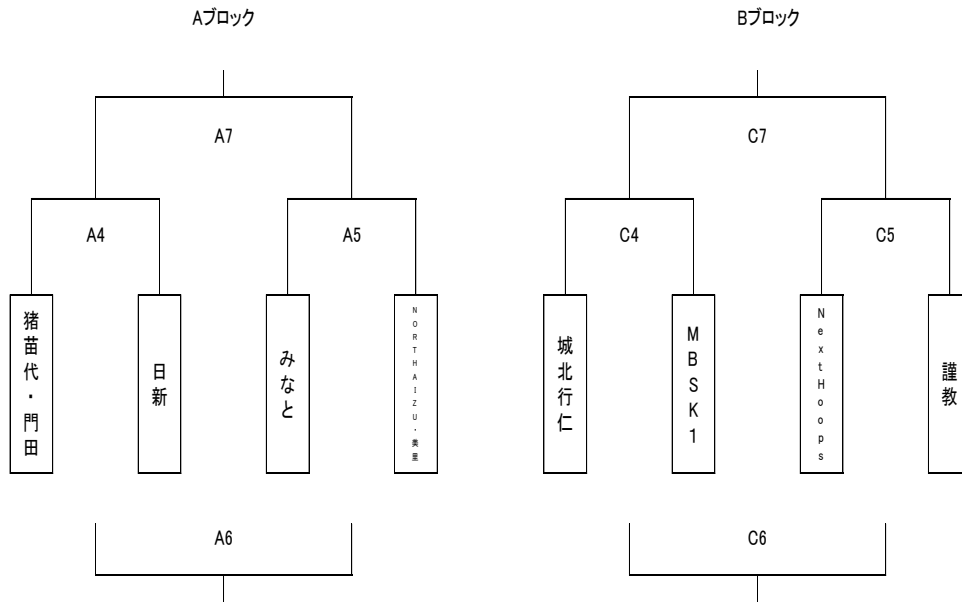 Aブロック
Bブロック
A7
C7
A4
A5
C4
C5
猪苗代・門田
日新
みなと
NORTHAIZU・美里
城北行仁
MBSK1
NextHoops
謹教
A6
C6